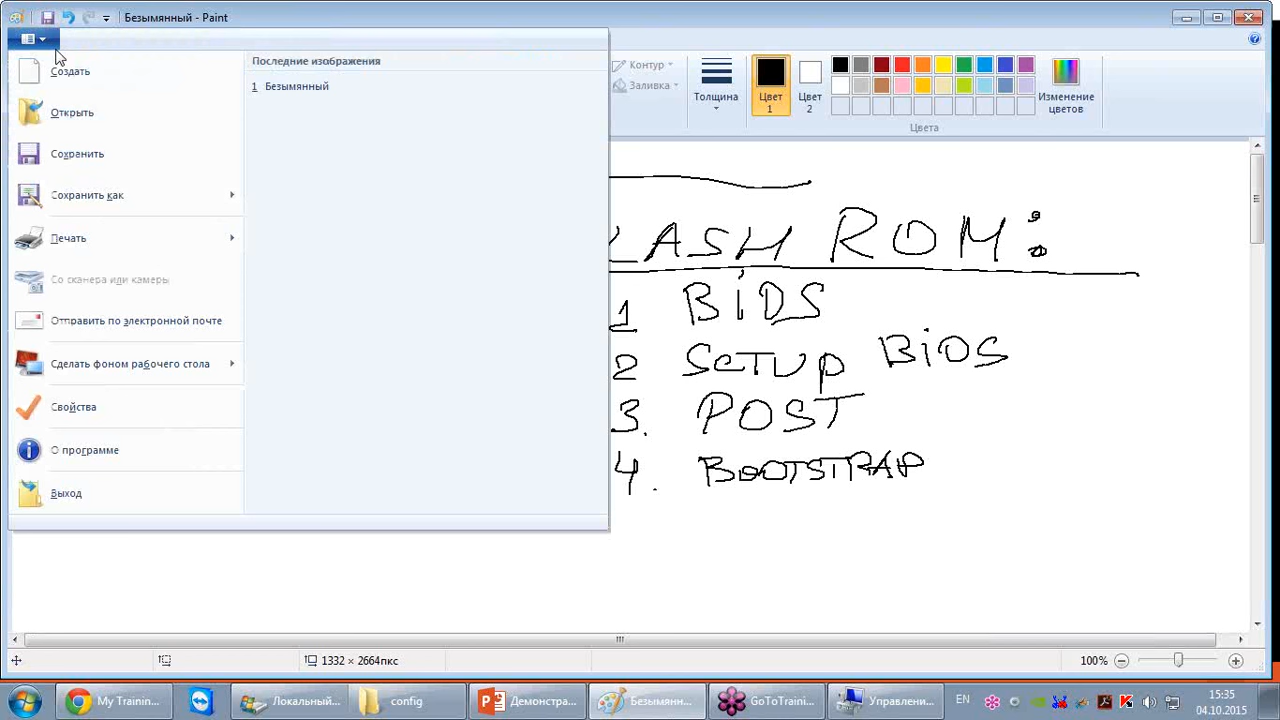 Безымянный - Paint
Создать
Открыть
Сохранить
Сохранить как
Печать
Со сканера или камеры
Отправить по электронной почте
Сделать фоном рабочего стола
Свойства
О программе
Выход
Последние изображения
1 Безымянный
Контур
Заливка
Толщина
Цвет 1
Цвет 2
Изменение цветов
Цвета
LASH ROM:
1 BiOS
2 Setup BiOS
3. POST
4. BOOTSTRAP
1332 × 2664пкс
100%
My Trainin...
Локальный...
config
Демонстра...
Безымянн...
GoToTraini...
Управлени...
EN
15:35
04.10.2015